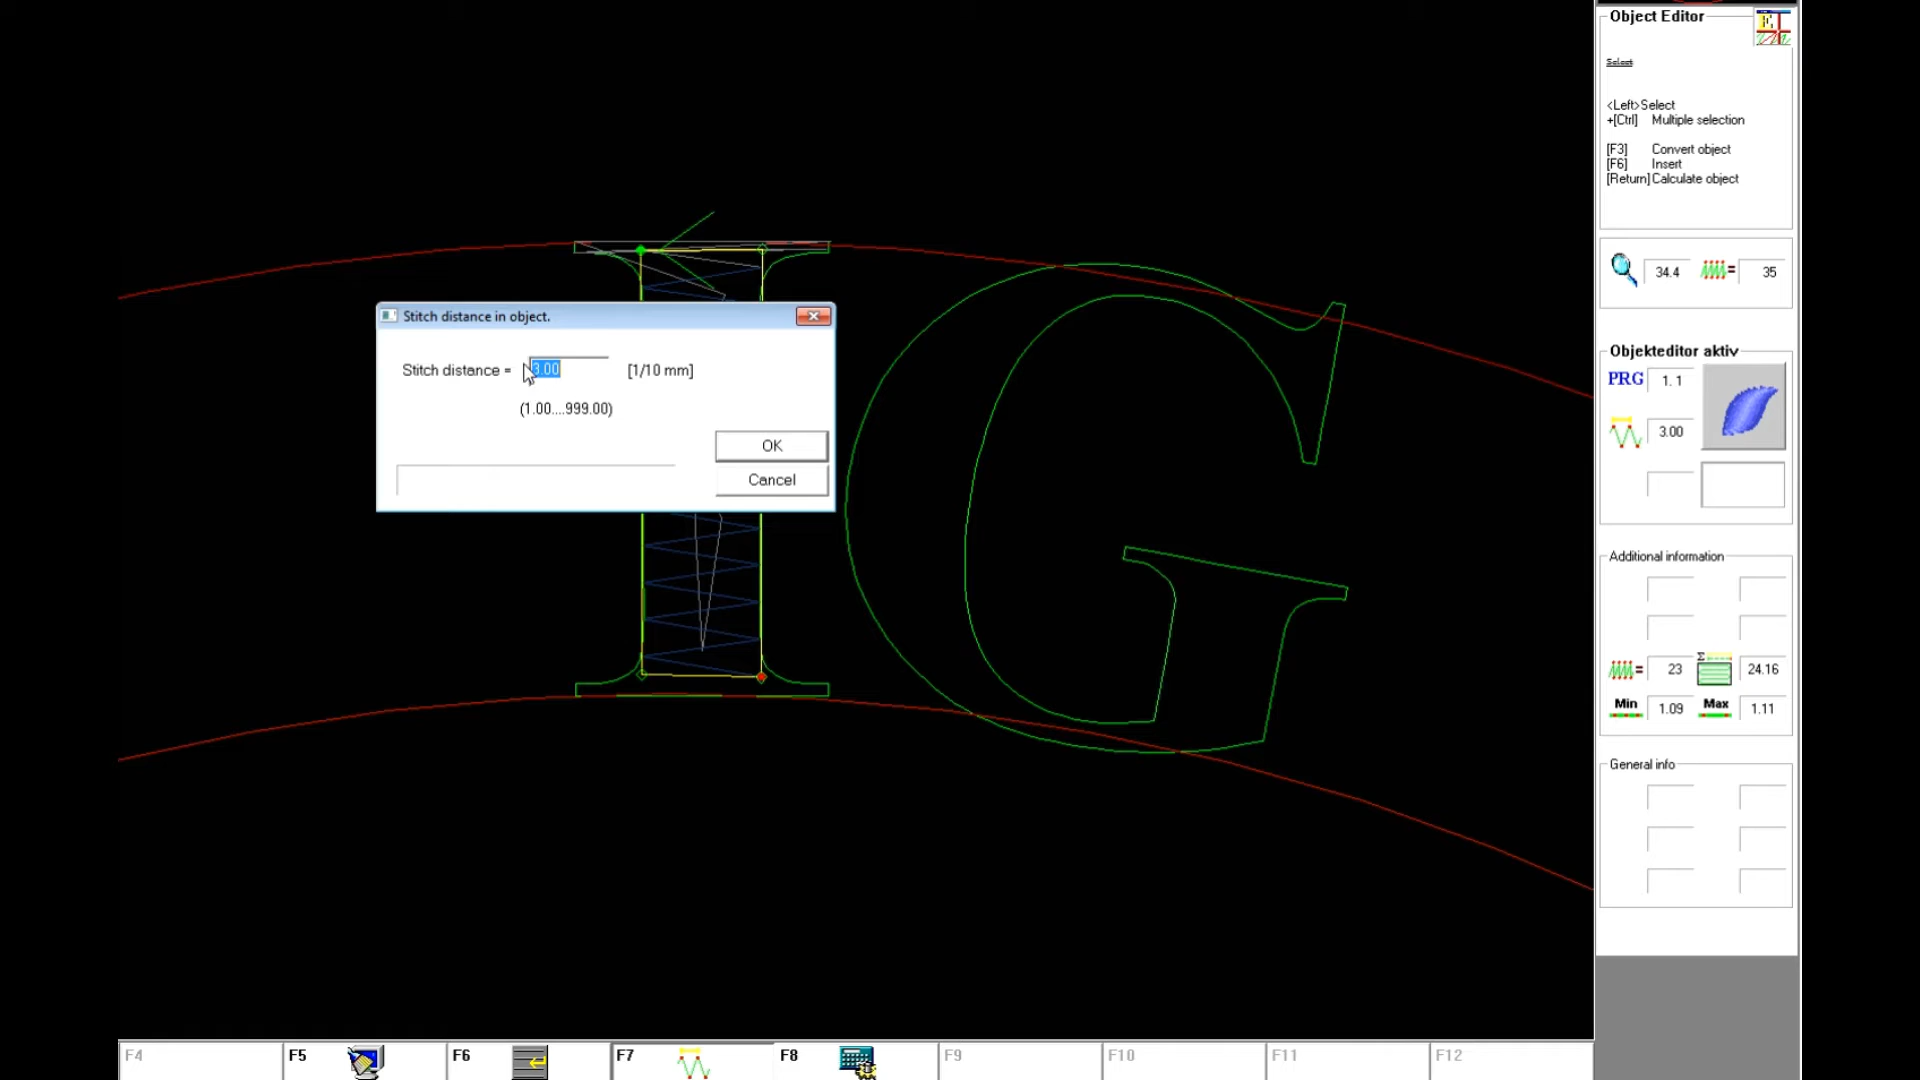 Object Editor
Select
<Left>Select
+[Ctrl] Multiple selection
[F3] Convert object
[F6] Insert
[Return]Calculate object
34.4 = 35
Stitch distance in object.
Stitch distance = 3.00 [1/10 mm]
(1.00....999.00)
OK
Cancel
Objekteditor aktiv
PRG 1. 1
3.00
Additional information
= 23 Σ 24.16
Min 1.09 Max 1.11
General info
F4 F5 F6 F7 F8 F9 F10 F11 F12